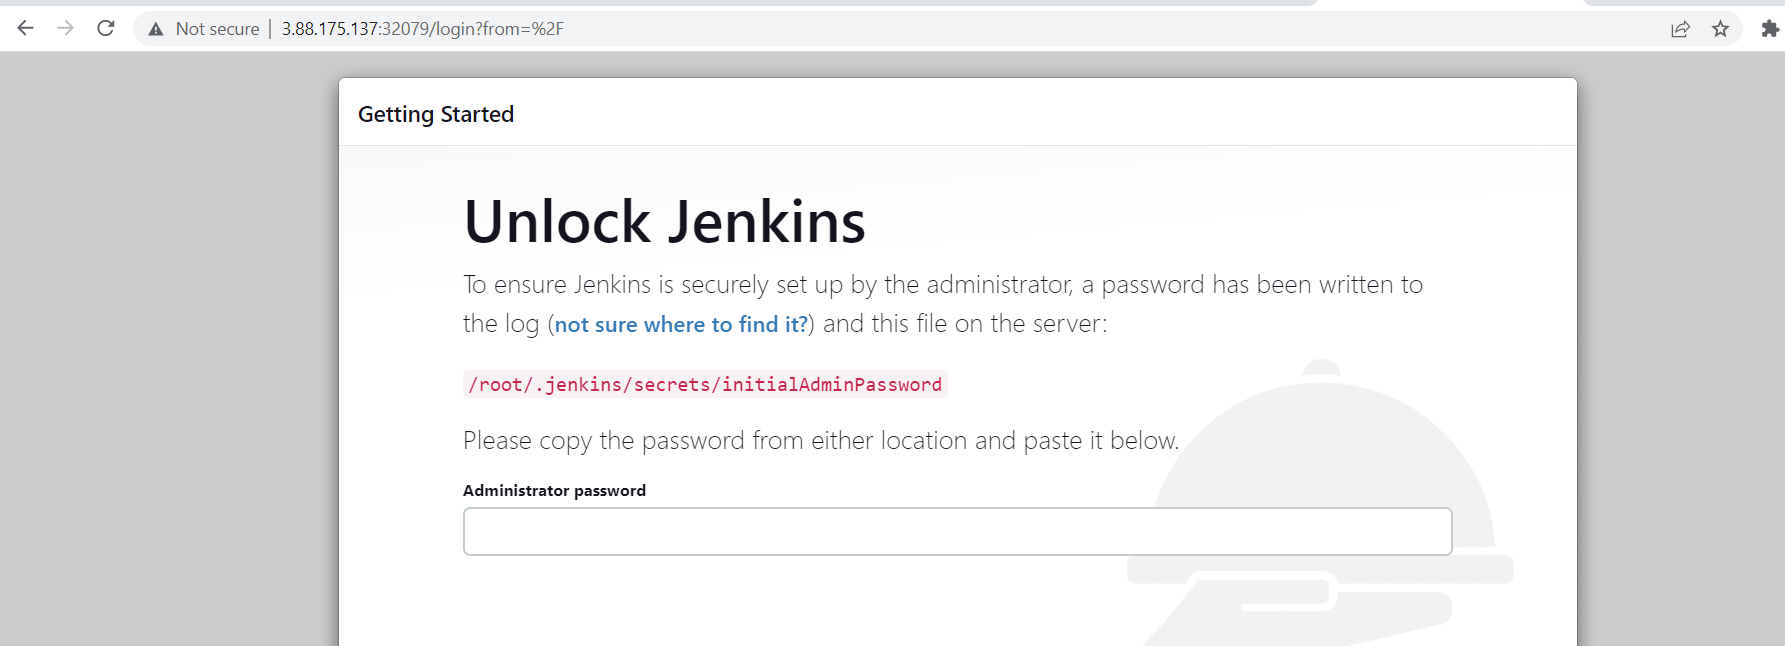 Not secure | 3.88.175.137:32079/login?from=%2F
Getting Started
Unlock Jenkins
To ensure Jenkins is securely set up by the administrator, a password has been written to
the log (not sure where to find it?) and this file on the server:
/root/.jenkins/secrets/initialAdminPassword
Please copy the password from either location and paste it below.
Administrator password